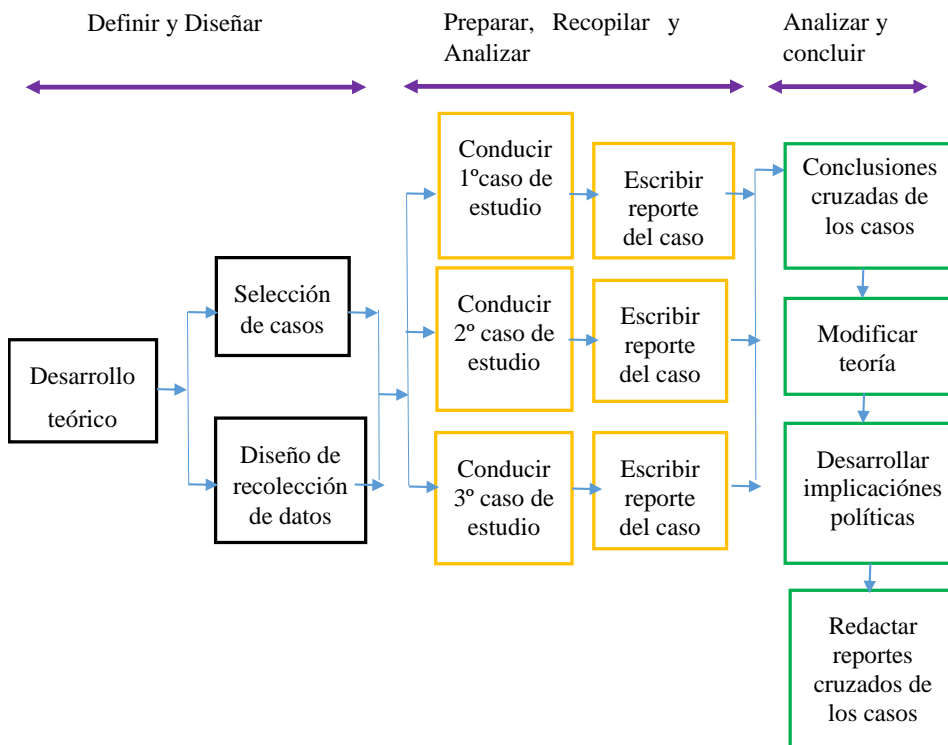 Definir y Diseñar
Preparar, Recopilar y
Analizar
Analizar y
concluir
Desarrollo
teórico
Selección
de casos
Diseño de
recolección
de datos
Conducir
1ºcaso de
estudio
Escribir
reporte
del caso
Conducir
2º caso de
estudio
Escribir
reporte
del caso
Conducir
3º caso de
estudio
Escribir
reporte
del caso
Conclusiones
cruzadas de
los casos
Modificar
teoría
Desarrollar
implicaciónes
políticas
Redactar
reportes
cruzados de
los casos